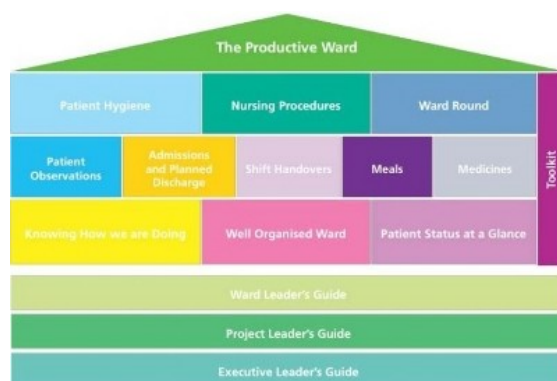 The Productive Ward
Patient Hygiene
Nursing Procedures
Ward Round
Patient
Observations
Admissions
and Planned
Discharge
Shift Handovers
Meals
Medicines
Toolkit
Knowing How we are Doing
Well Organised Ward
Patient Status at a Glance
Ward Leader's Guide
Project Leader's Guide
Executive Leader's Guide